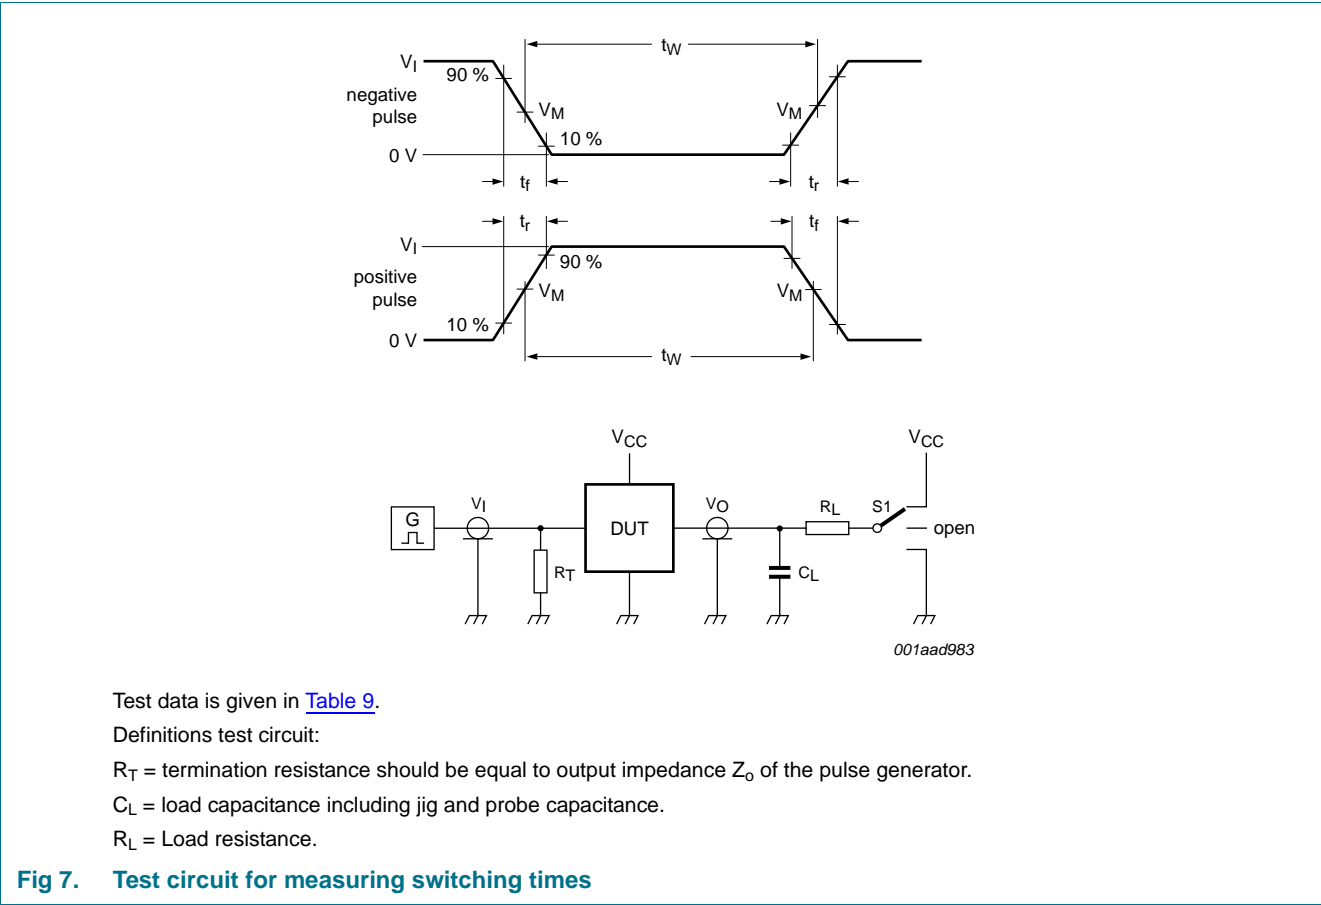 tW
VI
90 %
negative
pulse
VM
VM
10 %
0 V
tf
tr
tr
tf
VI
90 %
positive
pulse
VM
VM
10 %
0 V
tW
VCC
VCC
G
VI
DUT
VO
RL
S1
open
RT
CL
001aad983
Test data is given in Table 9.
Definitions test circuit:
RT = termination resistance should be equal to output impedance Zo of the pulse generator.
CL = load capacitance including jig and probe capacitance.
RL = Load resistance.
Fig 7. Test circuit for measuring switching times